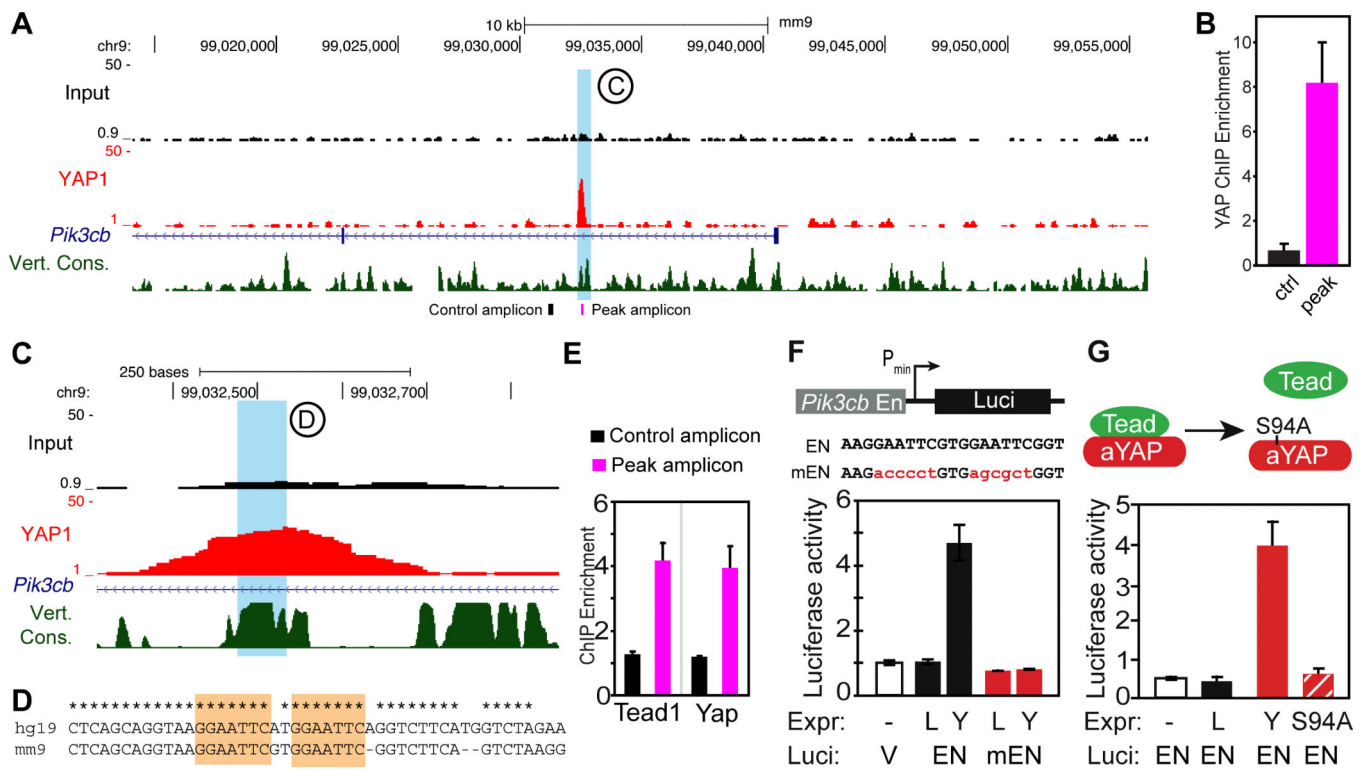 A
10 kb
mm9
chr9:
99,020,000
99,025,000
99,030,000
99,035,000
99,040,000
99,045,000
99,050,000
99,055,000
50 -
C
Input
0.9 _
50 -
YAP1
1 _
Pik3cb
Vert. Cons.
Control amplicon
Peak amplicon
B
YAP ChIP Enrichment
10
8
6
4
2
0
ctrl
peak
C
250 bases
chr9:
99,032,500
99,032,700
50 -
D
Input
0.9 _
50 -
YAP1
1 _
Pik3cb
Vert.
Cons.
D
hg19 CTCAGCAGGTAAGGAATTCATGGAATTCAGGTCTTCATGGTCTAGAA
mm9 CTCAGCAGGTAAGGAATTCGTGGAATTC-GGTCTTCA--GTCTAAGG
E
Control amplicon
Peak amplicon
ChIP Enrichment
6
4
2
0
Tead1 Yap
F
Pmin
Pik3cb En
Luci
EN AAGGAATTCGTGGAATTCGGT
mEN AAGacccctGTGagcgctGGT
Luciferase activity
6
4
2
0
Expr: - L Y L Y
Luci: V EN mEN
G
Tead
aYAP
Tead
S94A
aYAP
Luciferase activity
5
4
2
1
0
Expr: - L Y S94A
Luci: EN EN EN EN